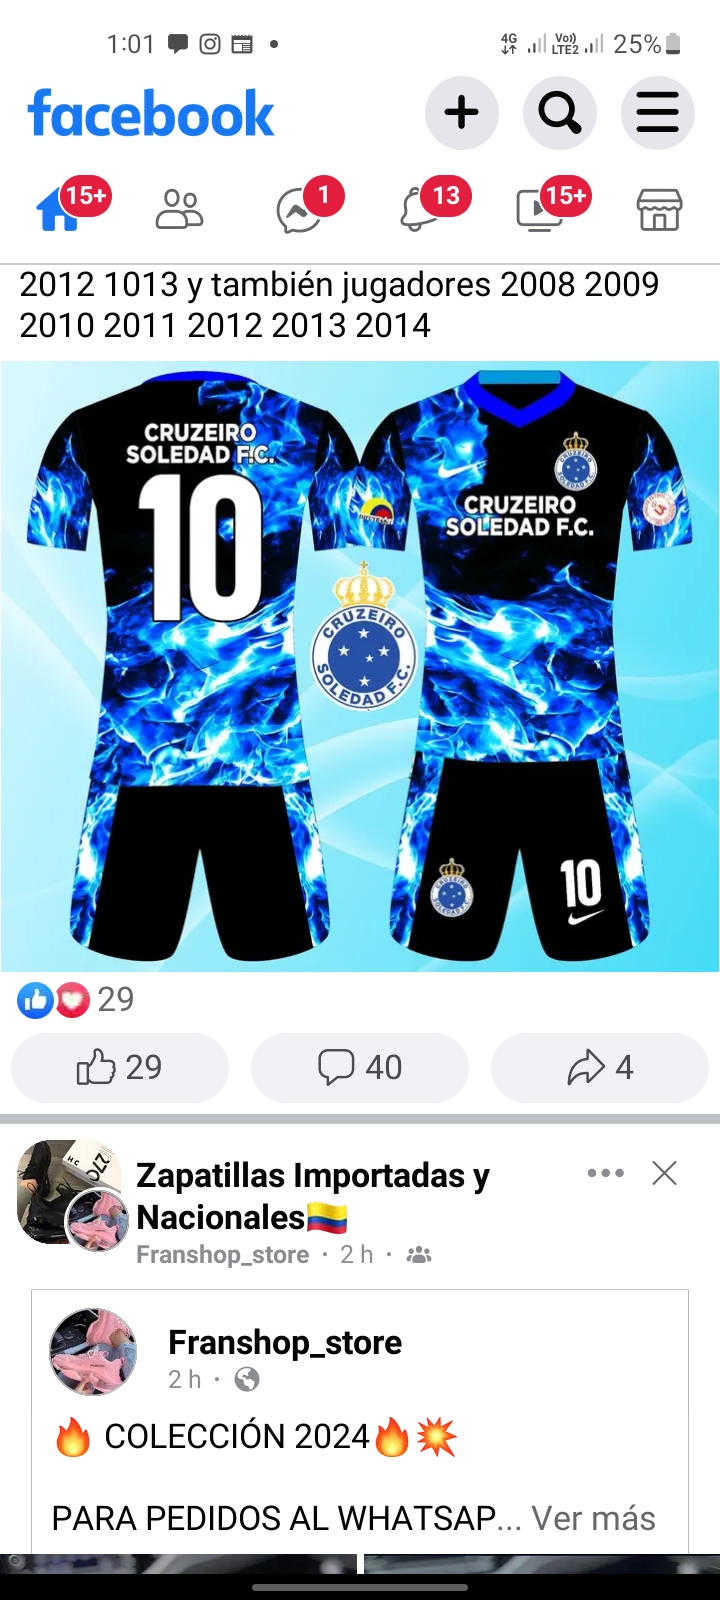 1:01
4G
Vo))
LTE2
25%
facebook
15+
1
13
15+
2012 1013 y también jugadores 2008 2009
2010 2011 2012 2013 2014
CRUZEIRO
SOLEDAD F.C.
10
CRUZEIRO
SOLEDAD F.C.
CRUZEIRO
SOLEDAD F.C.
10
29
29
40
4
Zapatillas Importadas y
Nacionales🇨🇴
Franshop_store · 2 h ·
Franshop_store
2 h ·
🔥 COLECCIÓN 2024🔥💥
PARA PEDIDOS AL WHATSAP... Ver más